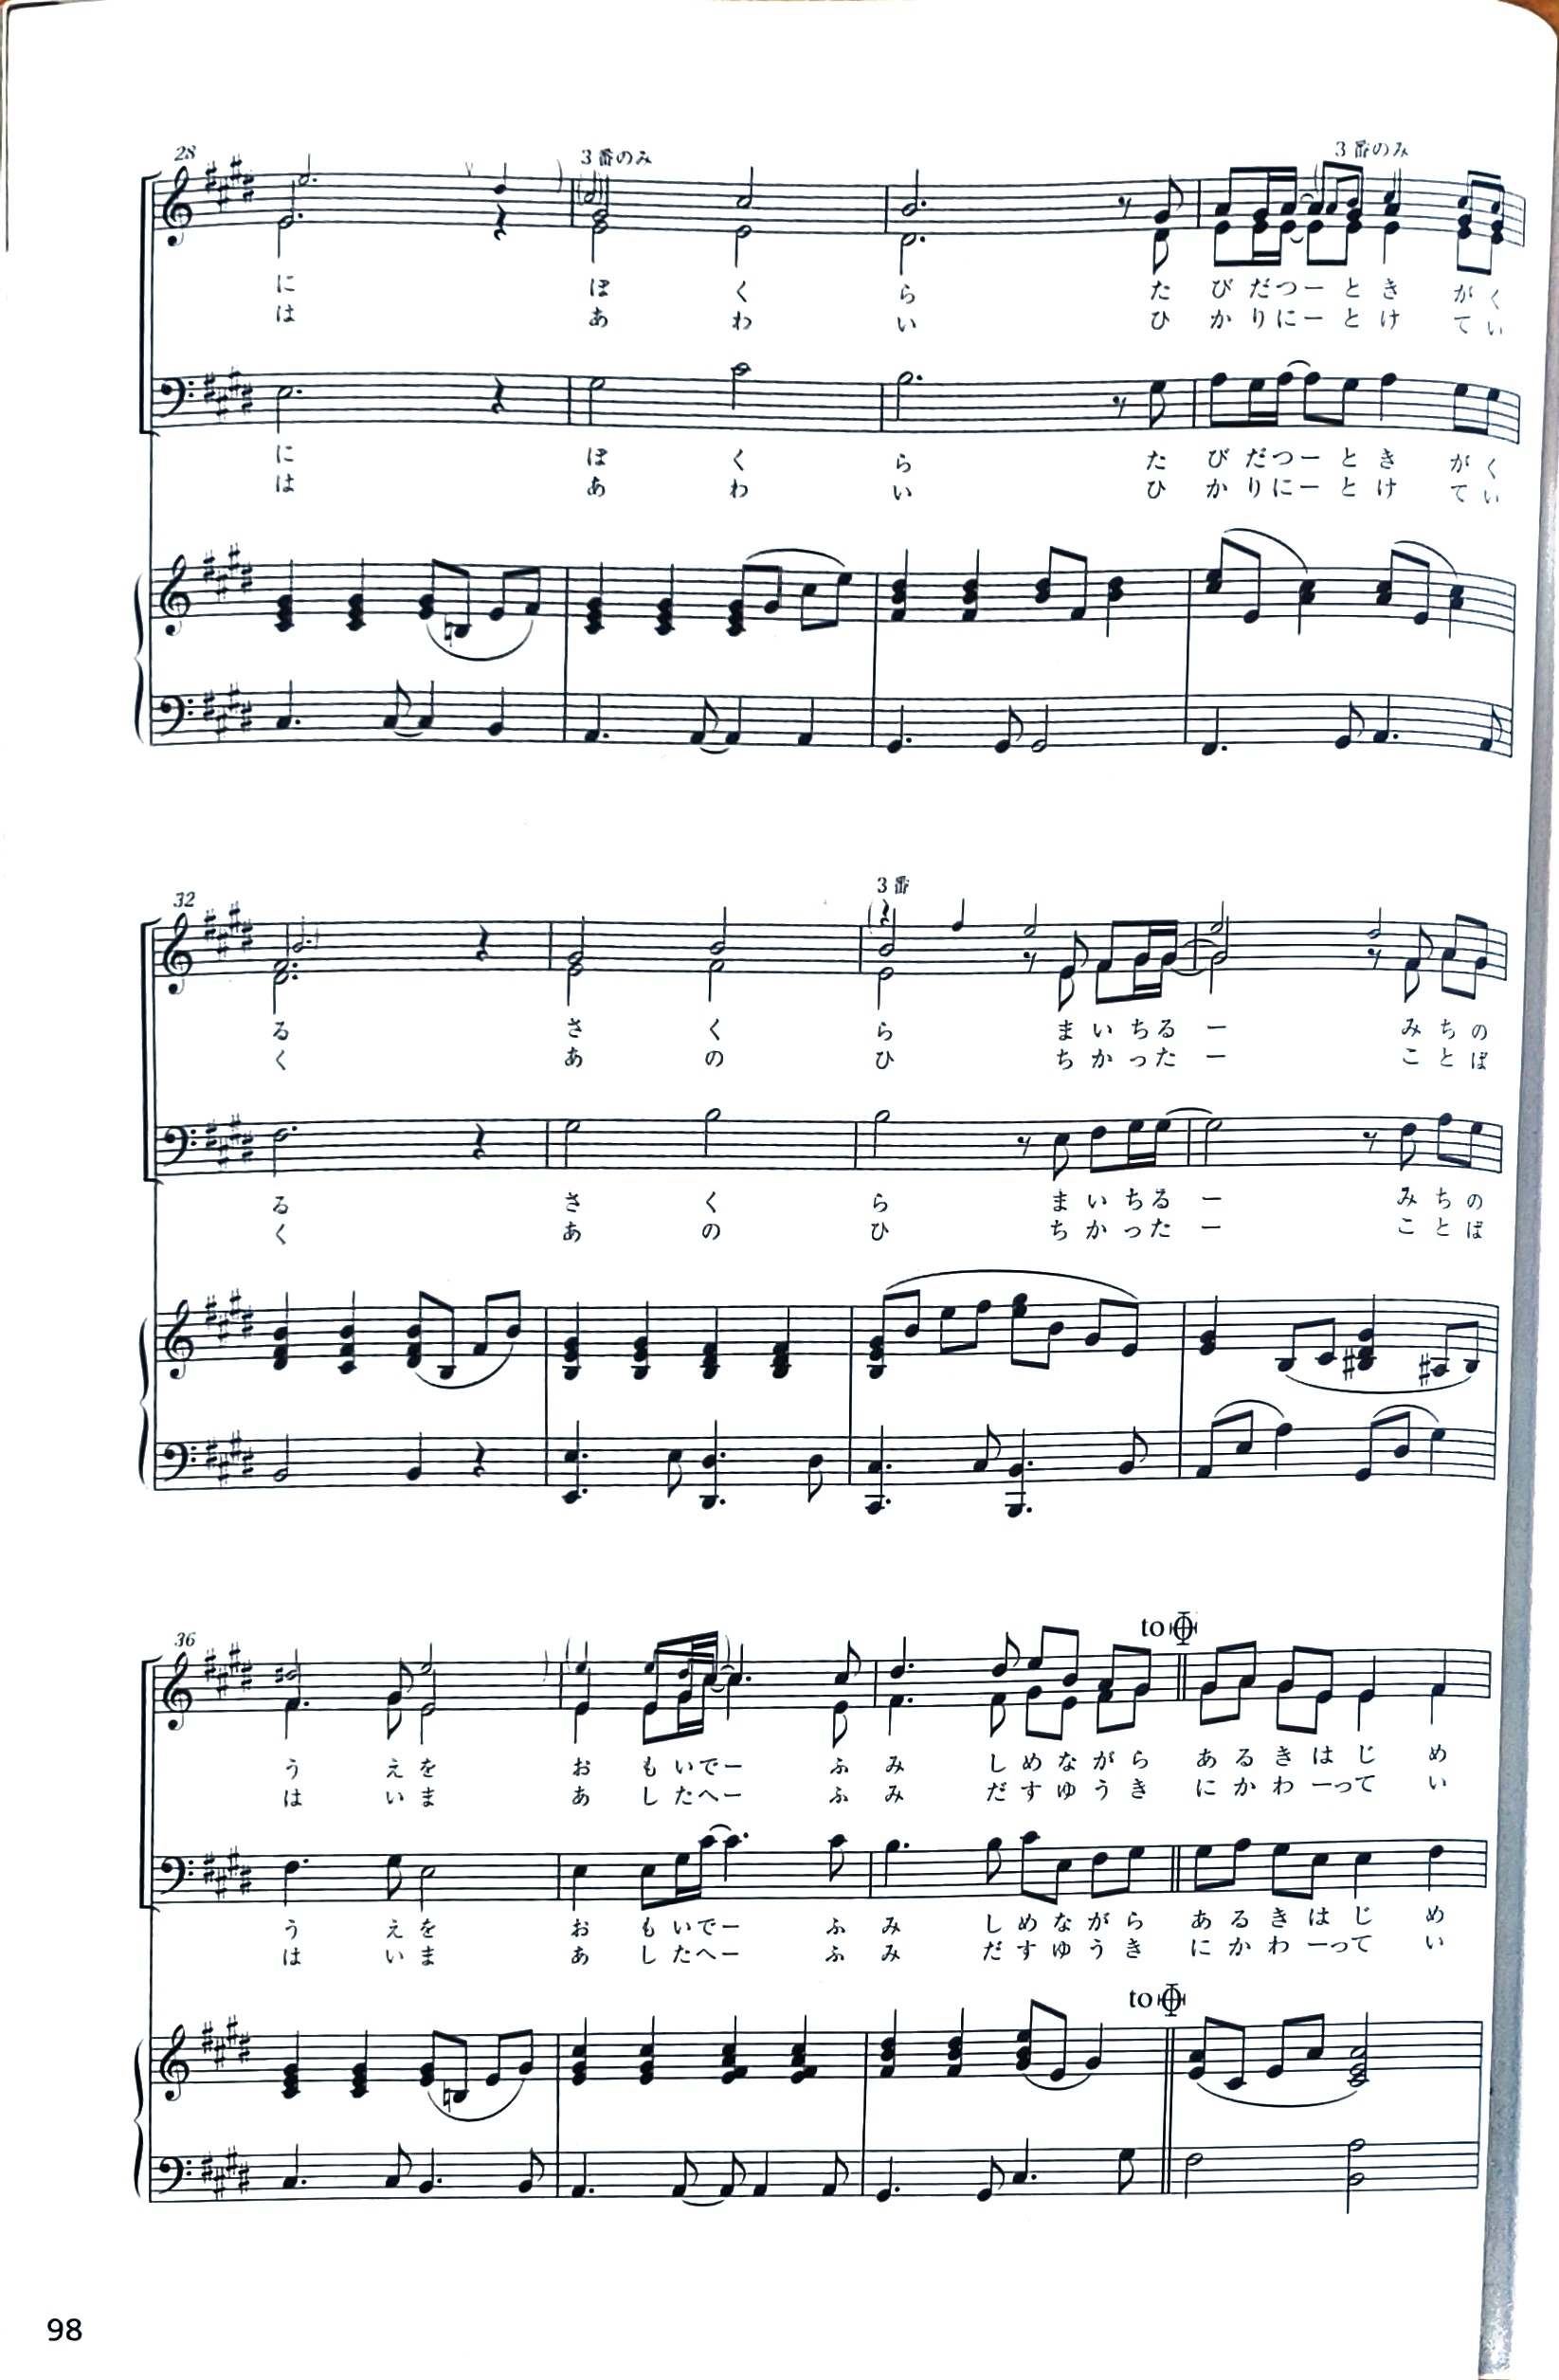 28
3番のみ
3番のみ
に ぼ く ら た び だ つ ー と き が く
は あ わ い ひ か り に ー と け て い
に ぼ く ら た び だ つ ー と き が く
は あ わ い ひ か り に ー と け て い
32
3番
る さ く ら ま い ち る ー み ち の
く あ の ひ ち か っ た ー こ と ば
る さ く ら ま い ち る ー み ち の
く あ の ひ ち か っ た ー こ と ば
36
to
う え を お も い で ー ふ み し め な が ら あ る き は じ め
は い ま あ し た へ ー ふ み だ す ゆ う き に か わ ー っ て い
う え を お も い で ー ふ み し め な が ら あ る き は じ め
は い ま あ し た へ ー ふ み だ す ゆ う き に か わ ー っ て い
to
98